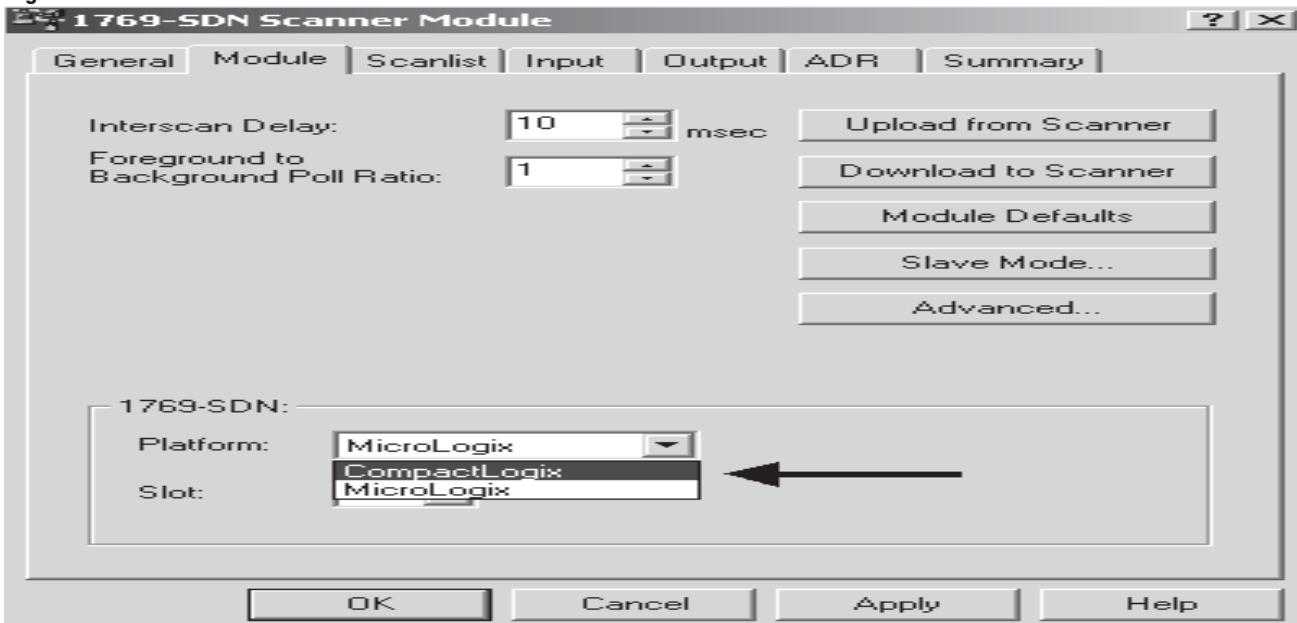 1769-SDN Scanner Module
General Module Scanlist Input Output ADR Summary
Interscan Delay: 10 msec Upload from Scanner
Foreground to
Background Poll Ratio: 1 Download to Scanner
Module Defaults
Slave Mode...
Advanced...
1769-SDN:
Platform: MicroLogix
CompactLogix
Slot: MicroLogix
OK Cancel Apply Help